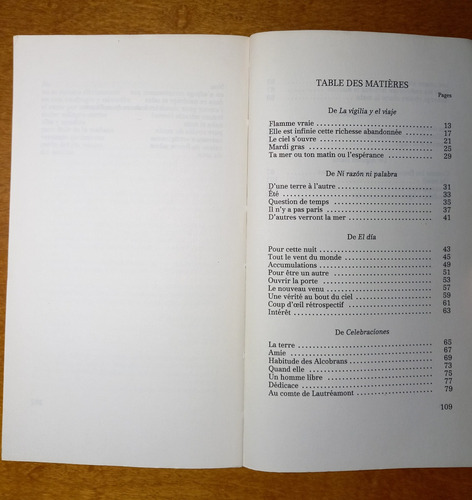 TABLE DES MATIÈRES
Pages
De La vigilia y el viaje
Flamme vraie 13
Elle est infinie cette richesse abandonnée 17
Le ciel s'ouvre 21
Mardi gras 25
Ta mer ou ton matin ou l'espérance 29
De Ni razón ni palabra
D'une terre à l'autre 31
Été 33
Question de temps 35
Il n'y a pas paris 37
D'autres verront la mer 41
De El día
Pour cette nuit 43
Tout le vent du monde 45
Accumulations 49
Pour être un autre 51
Ouvrir la porte 53
Le nouveau venu 57
Une vérité au bout du ciel 59
Coup d'œil rétrospectif 61
Intérêt 63
De Celebraciones
La terre 65
Amie 67
Habitude des Alcobrans 69
Quand elle 73
Un homme libre 75
Dédicace 77
Au comte de Lautréamont 79
109